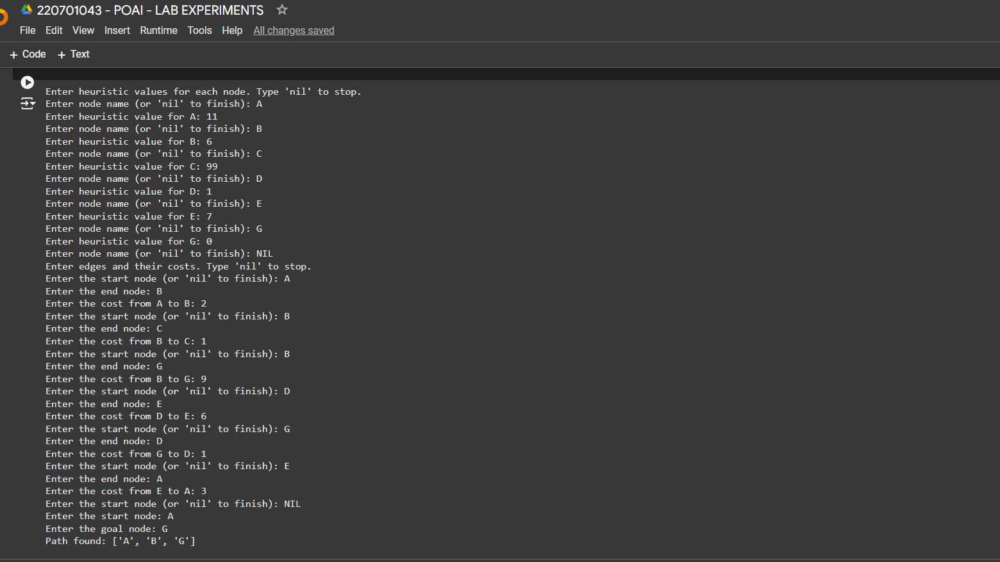 220701043 - POAI - LAB EXPERIMENTS
File Edit View Insert Runtime Tools Help All changes saved
+ Code + Text
Enter heuristic values for each node. Type 'nil' to stop.
Enter node name (or 'nil' to finish): A
Enter heuristic value for A: 11
Enter node name (or 'nil' to finish): B
Enter heuristic value for B: 6
Enter node name (or 'nil' to finish): C
Enter heuristic value for C: 99
Enter node name (or 'nil' to finish): D
Enter heuristic value for D: 1
Enter node name (or 'nil' to finish): E
Enter heuristic value for E: 7
Enter node name (or 'nil' to finish): G
Enter heuristic value for G: 0
Enter node name (or 'nil' to finish): NIL
Enter edges and their costs. Type 'nil' to stop.
Enter the start node (or 'nil' to finish): A
Enter the end node: B
Enter the cost from A to B: 2
Enter the start node (or 'nil' to finish): B
Enter the end node: C
Enter the cost from B to C: 1
Enter the start node (or 'nil' to finish): B
Enter the end node: G
Enter the cost from B to G: 9
Enter the start node (or 'nil' to finish): D
Enter the end node: E
Enter the cost from D to E: 6
Enter the start node (or 'nil' to finish): G
Enter the end node: D
Enter the cost from G to D: 1
Enter the start node (or 'nil' to finish): E
Enter the end node: A
Enter the cost from E to A: 3
Enter the start node (or 'nil' to finish): NIL
Enter the start node: A
Enter the goal node: G
Path found: ['A', 'B', 'G']